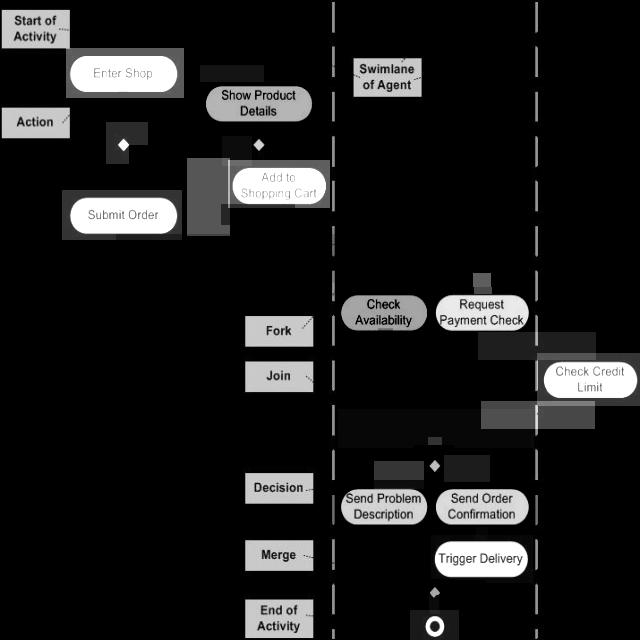 Start of
Activity
Enter Shop
Show Product
Details
Swimlane
of Agent
Action
Add to
Shopping Cart
Submit Order
Check
Availability
Request
Payment Check
Fork
Join
Check Credit
Limit
Decision
Send Problem
Description
Send Order
Confirmation
Merge
Trigger Delivery
End of
Activity